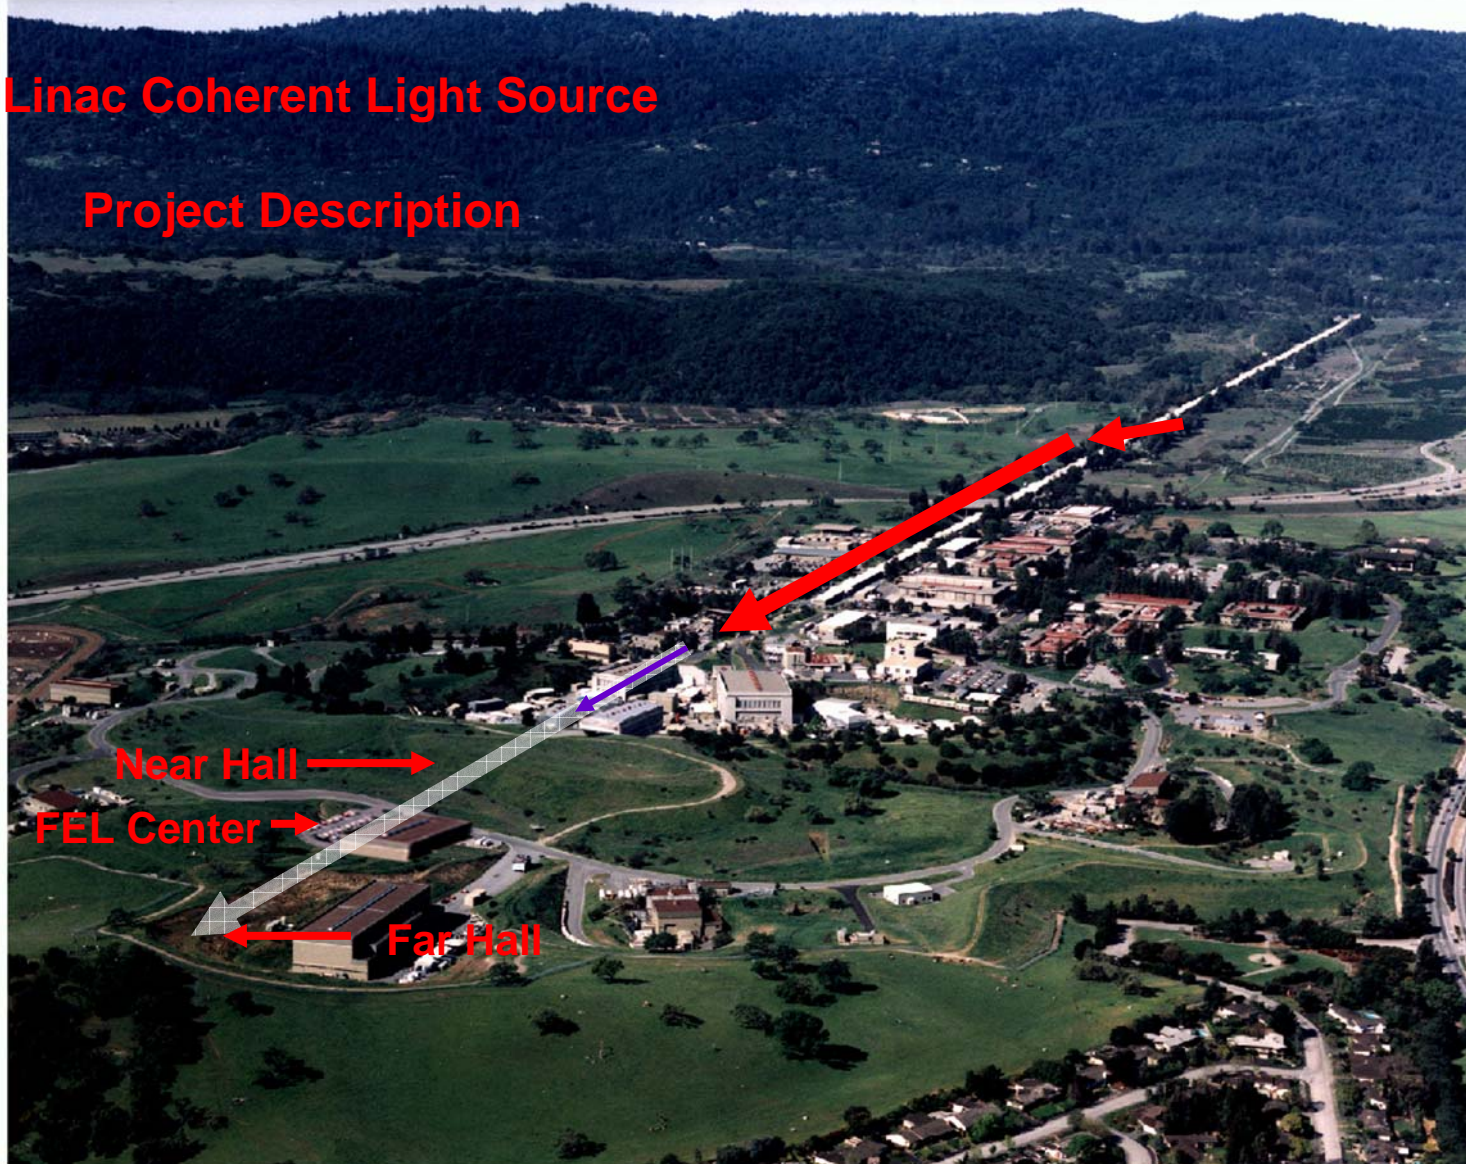 Linac Coherent Light Source
Project Description
Near Hall
FEL Center
Far Hall